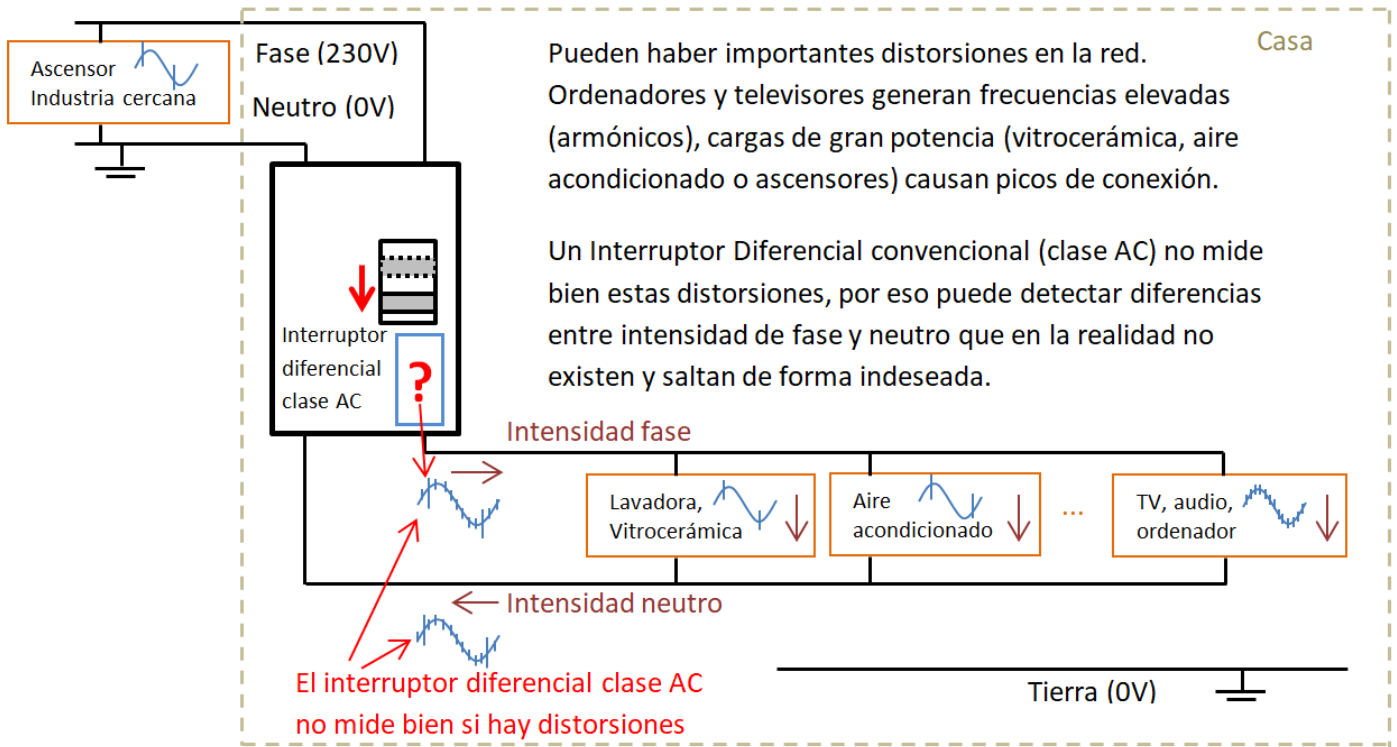 Casa
Ascensor
Industria cercana
Fase (230V)
Neutro (0V)
Pueden haber importantes distorsiones en la red.
Ordenadores y televisores generan frecuencias elevadas
(armónicos), cargas de gran potencia (vitrocerámica, aire
acondicionado o ascensores) causan picos de conexión.
Un Interruptor Diferencial convencional (clase AC) no mide
bien estas distorsiones, por eso puede detectar diferencias
entre intensidad de fase y neutro que en la realidad no
existen y saltan de forma indeseada.
Interruptor
diferencial
clase AC
?
Intensidad fase
Lavadora,
Vitrocerámica
Aire
acondicionado
...
TV, audio,
ordenador
Intensidad neutro
El interruptor diferencial clase AC
no mide bien si hay distorsiones
Tierra (0V)